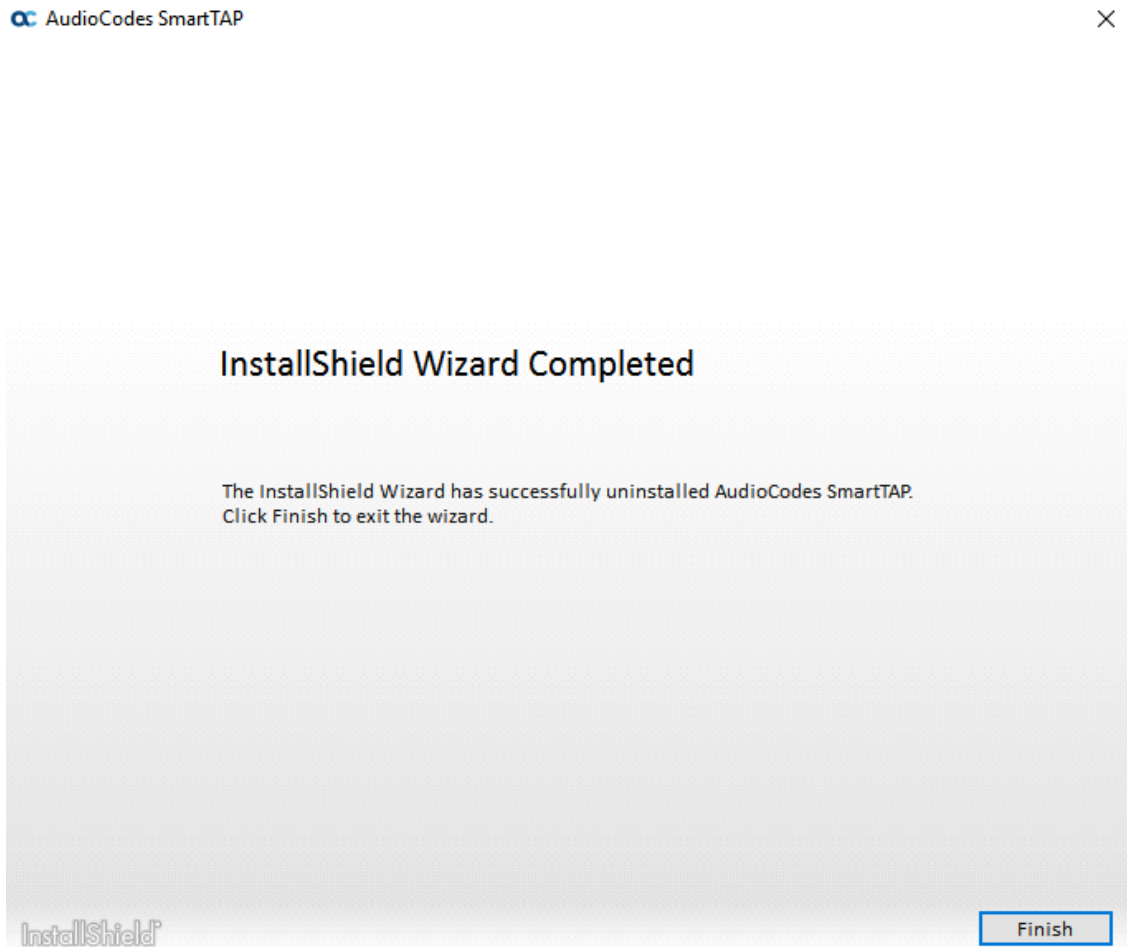 AudioCodes SmartTAP
InstallShield Wizard Completed
The InstallShield Wizard has successfully uninstalled AudioCodes SmartTAP.
Click Finish to exit the wizard.
InstallShield
Finish